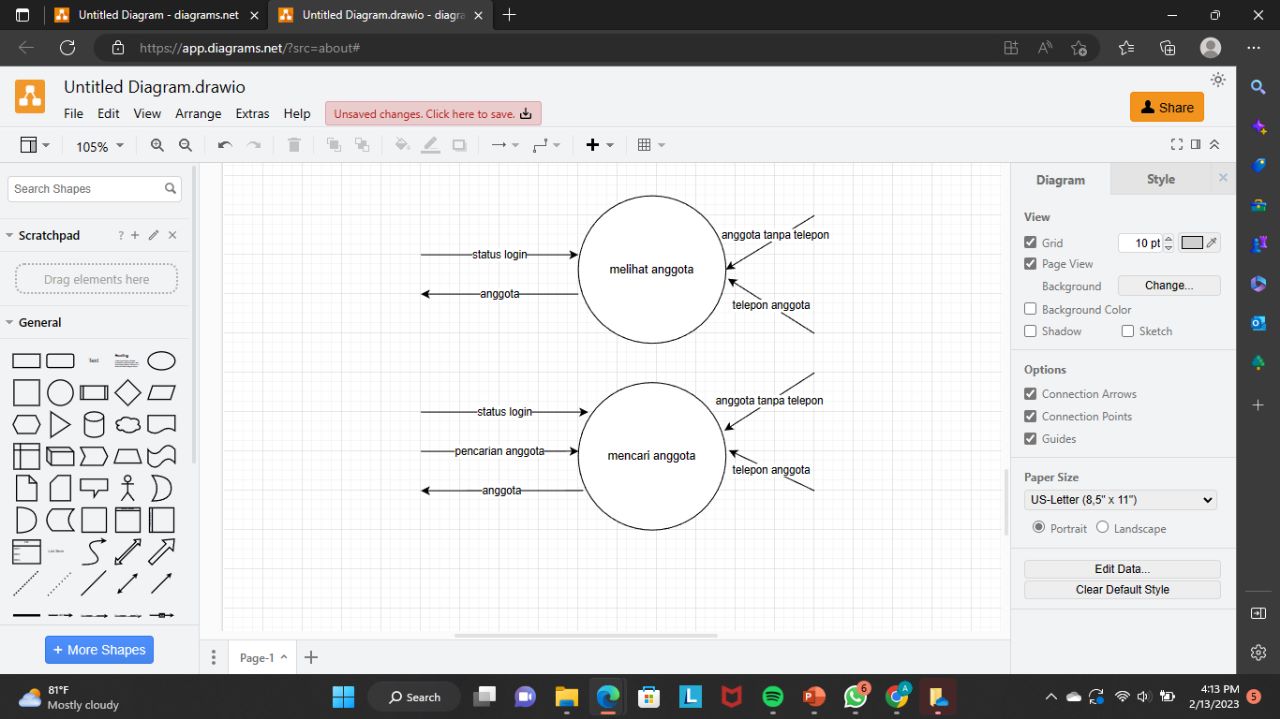 Untitled Diagram - diagrams.net
Untitled Diagram.drawio - diagra
https://app.diagrams.net/?src=about#
Untitled Diagram.drawio
File Edit View Arrange Extras Help
Unsaved changes. Click here to save.
Share
105%
Search Shapes
Scratchpad
?
Drag elements here
General
Text
Heading
+ More Shapes
status login
anggota
melihat anggota
anggota tanpa telepon
telepon anggota
status login
pencarian anggota
anggota
mencari anggota
anggota tanpa telepon
telepon anggota
Page-1
Diagram
Style
View
Grid
10 pt
Page View
Background
Change...
Background Color
Shadow
Sketch
Options
Connection Arrows
Connection Points
Guides
Paper Size
US-Letter (8,5" x 11")
Portrait
Landscape
Edit Data...
Clear Default Style
81°F
Mostly cloudy
Search
L
6
A
4:13 PM
2/13/2023
5